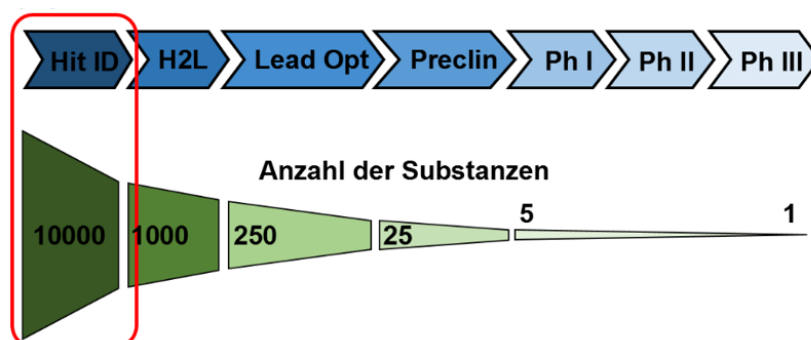 Hit ID H2L Lead Opt Preclin Ph I Ph II Ph III
Anzahl der Substanzen
10000 1000 250 25 5 1